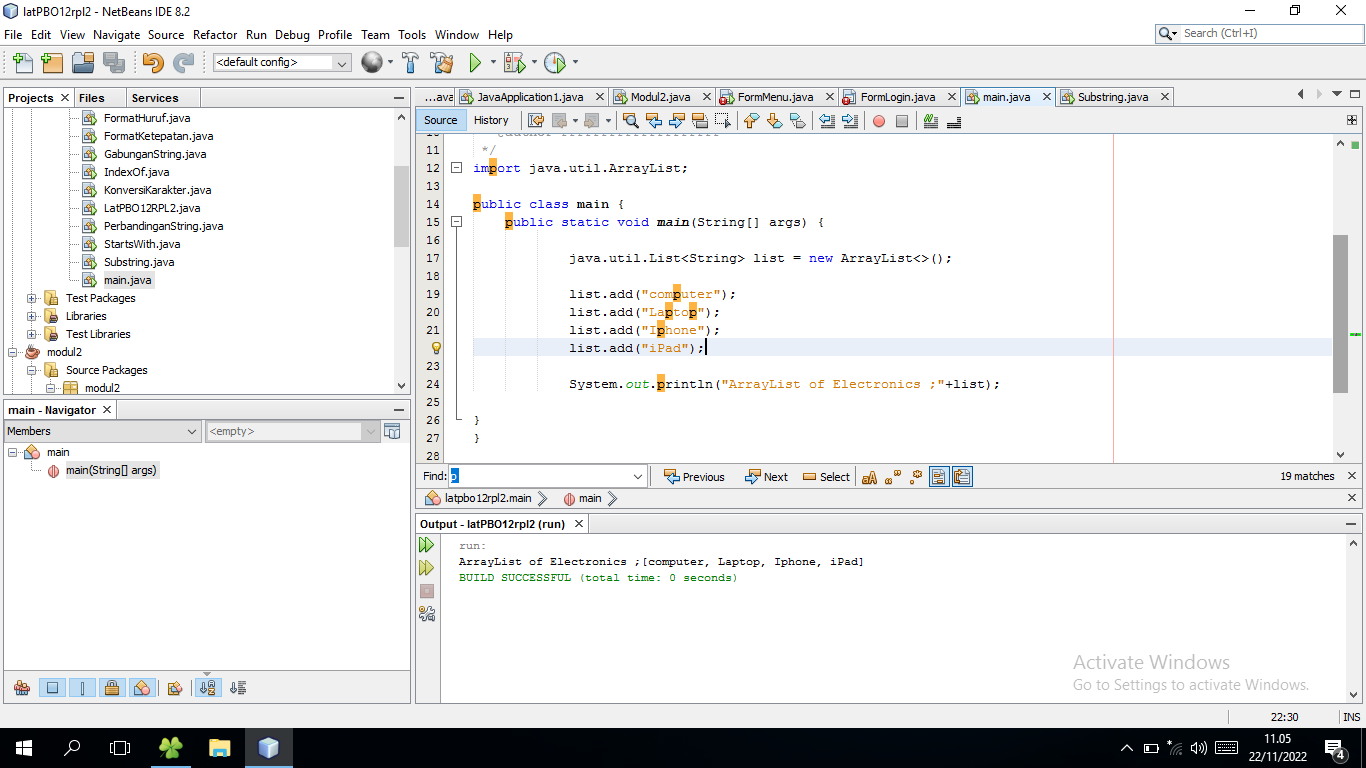 latPBO12rpl2 - NetBeans IDE 8.2
File Edit View Navigate Source Refactor Run Debug Profile Team Tools Window Help
Search (Ctrl+I)
<default config>
Projects Files Services
FormatHuruf.java
FormatKetepatan.java
GabunganString.java
IndexOf.java
KonversiKarakter.java
LatPBO12RPL2.java
PerbandinganString.java
StartsWith.java
Substring.java
main.java
Test Packages
Libraries
Test Libraries
modul2
Source Packages
modul2
main - Navigator
Members <empty>
main
main(String[] args)
...ava JavaApplication1.java Modul2.java FormMenu.java FormLogin.java main.java Substring.java
Source History
11 */
12 import java.util.ArrayList;
13
14 public class main {
15 public static void main(String[] args) {
16
17 java.util.List<String> list = new ArrayList<>();
18
19 list.add("computer");
20 list.add("Laptop");
21 list.add("Iphone");
list.add("iPad");
23
24 System.out.println("ArrayList of Electronics ;"+list);
25
26 }
27 }
28
Find: p Previous Next Select 19 matches
latpbo12rpl2.main main
Output - latPBO12rpl2 (run)
run:
ArrayList of Electronics ;[computer, Laptop, Iphone, iPad]
BUILD SUCCESSFUL (total time: 0 seconds)
Activate Windows
Go to Settings to activate Windows.
22:30 INS
11.05
22/11/2022
4